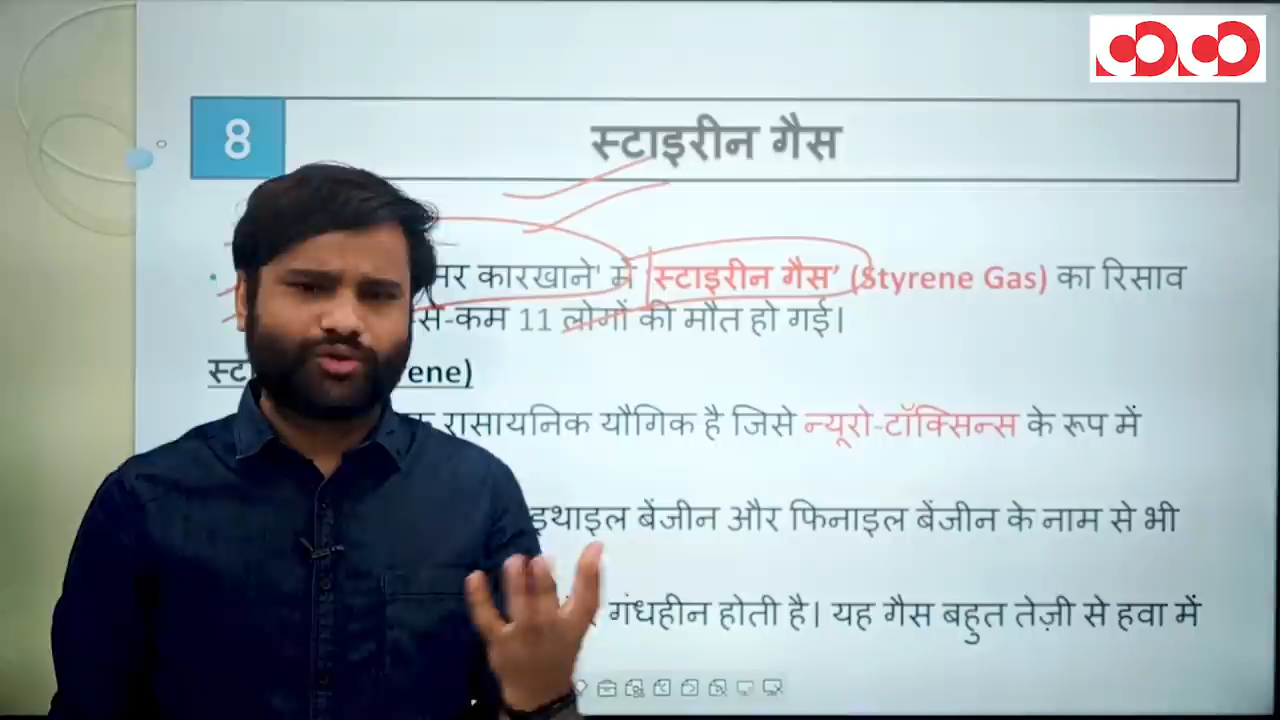 8
स्टाइरीन गैस
कारखाने' में 'स्टाइरीन गैस' (Styrene Gas) का रिसाव
से-कम 11 लोगों की मौत हो गई।
ene)
रासायनिक यौगिक है जिसे न्यूरो-टॉक्सिन्स के रूप में
इथाइल बेंजीन और फिनाइल बेंजीन के नाम से भी
गंधहीन होती है। यह गैस बहुत तेज़ी से हवा में